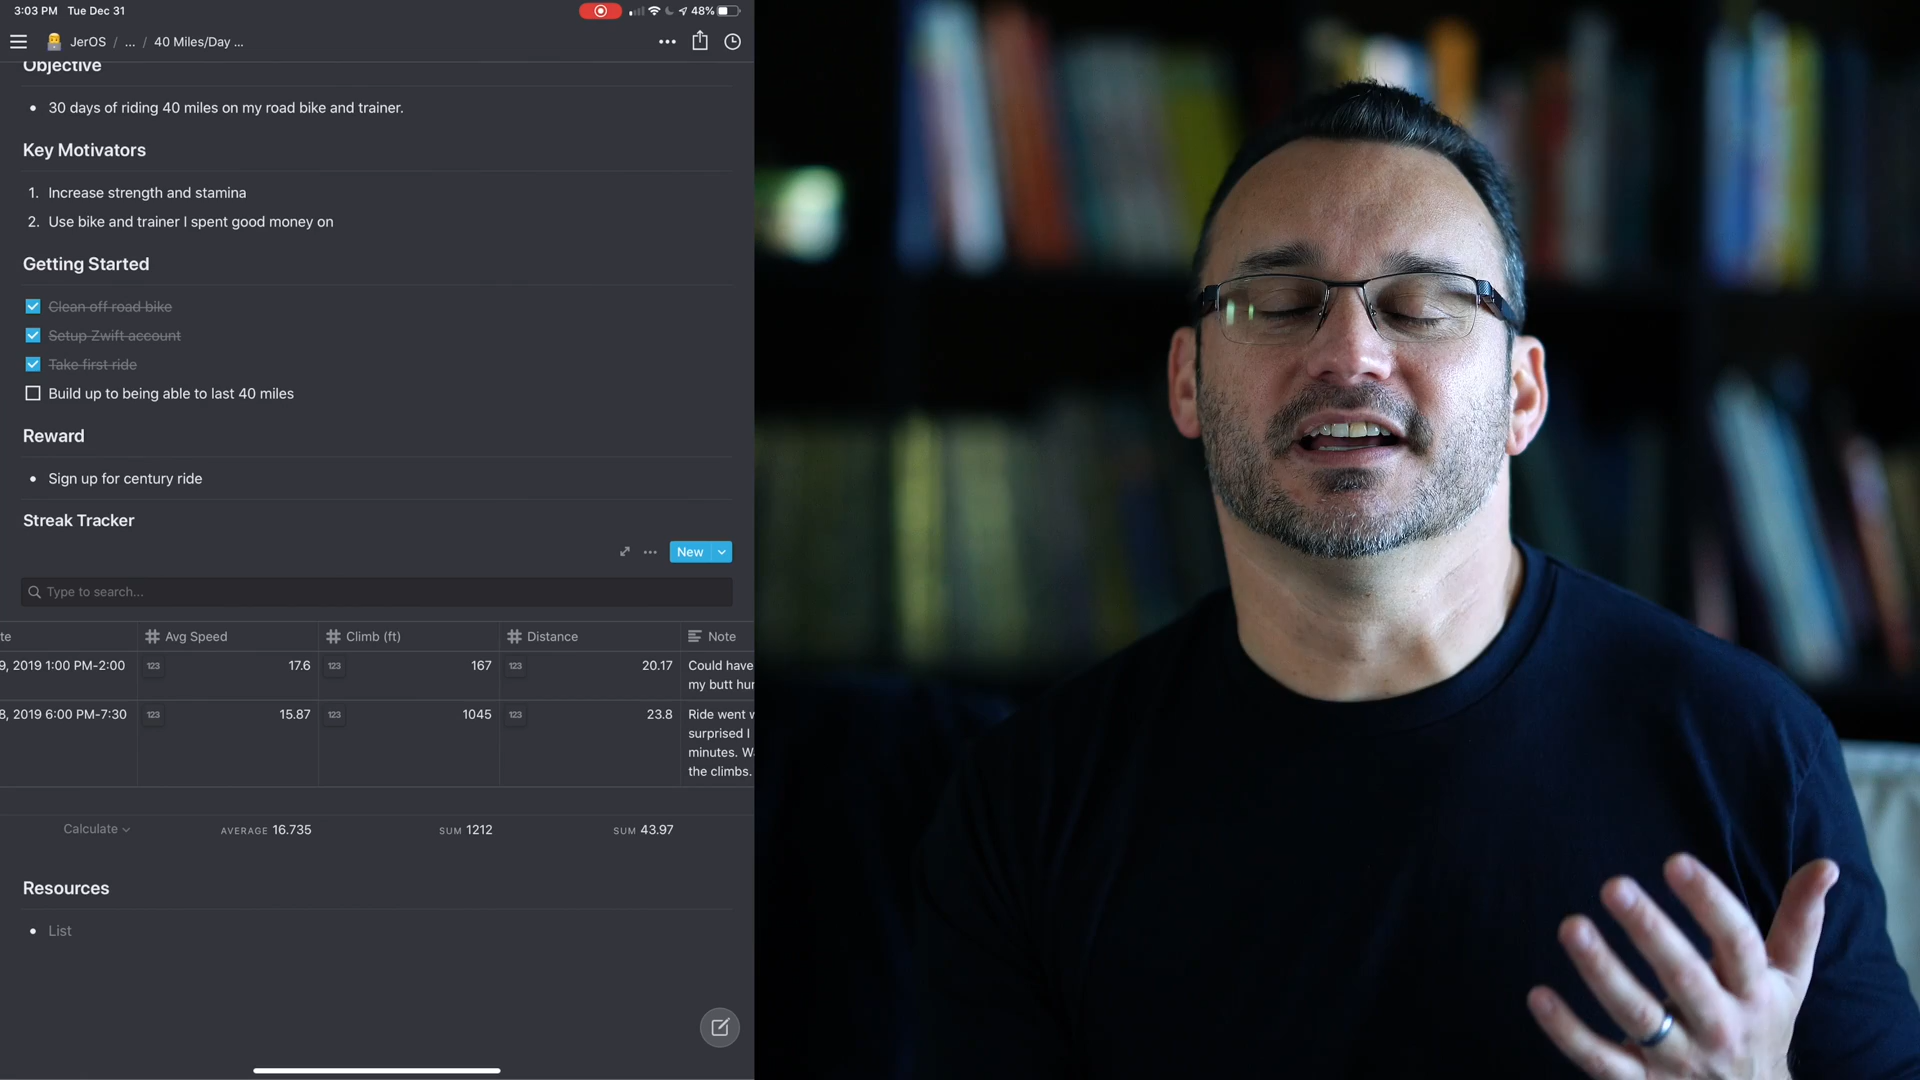 3:03 PM Tue Dec 31
48%
JerOS / ... / 40 Miles/Day ...
Objective
30 days of riding 40 miles on my road bike and trainer.
Key Motivators
1. Increase strength and stamina
2. Use bike and trainer I spent good money on
Getting Started
Clean off road bike
Setup Zwift account
Take first ride
Build up to being able to last 40 miles
Reward
Sign up for century ride
Streak Tracker
New
Type to search...
te Avg Speed Climb (ft) Distance Note
9, 2019 1:00 PM-2:00 123 17.6 123 167 123 20.17 Could have
my butt hur
8, 2019 6:00 PM-7:30 123 15.87 123 1045 123 23.8 Ride went w
surprised I
minutes. W
the climbs.
Calculate AVERAGE 16.735 SUM 1212 SUM 43.97
Resources
List